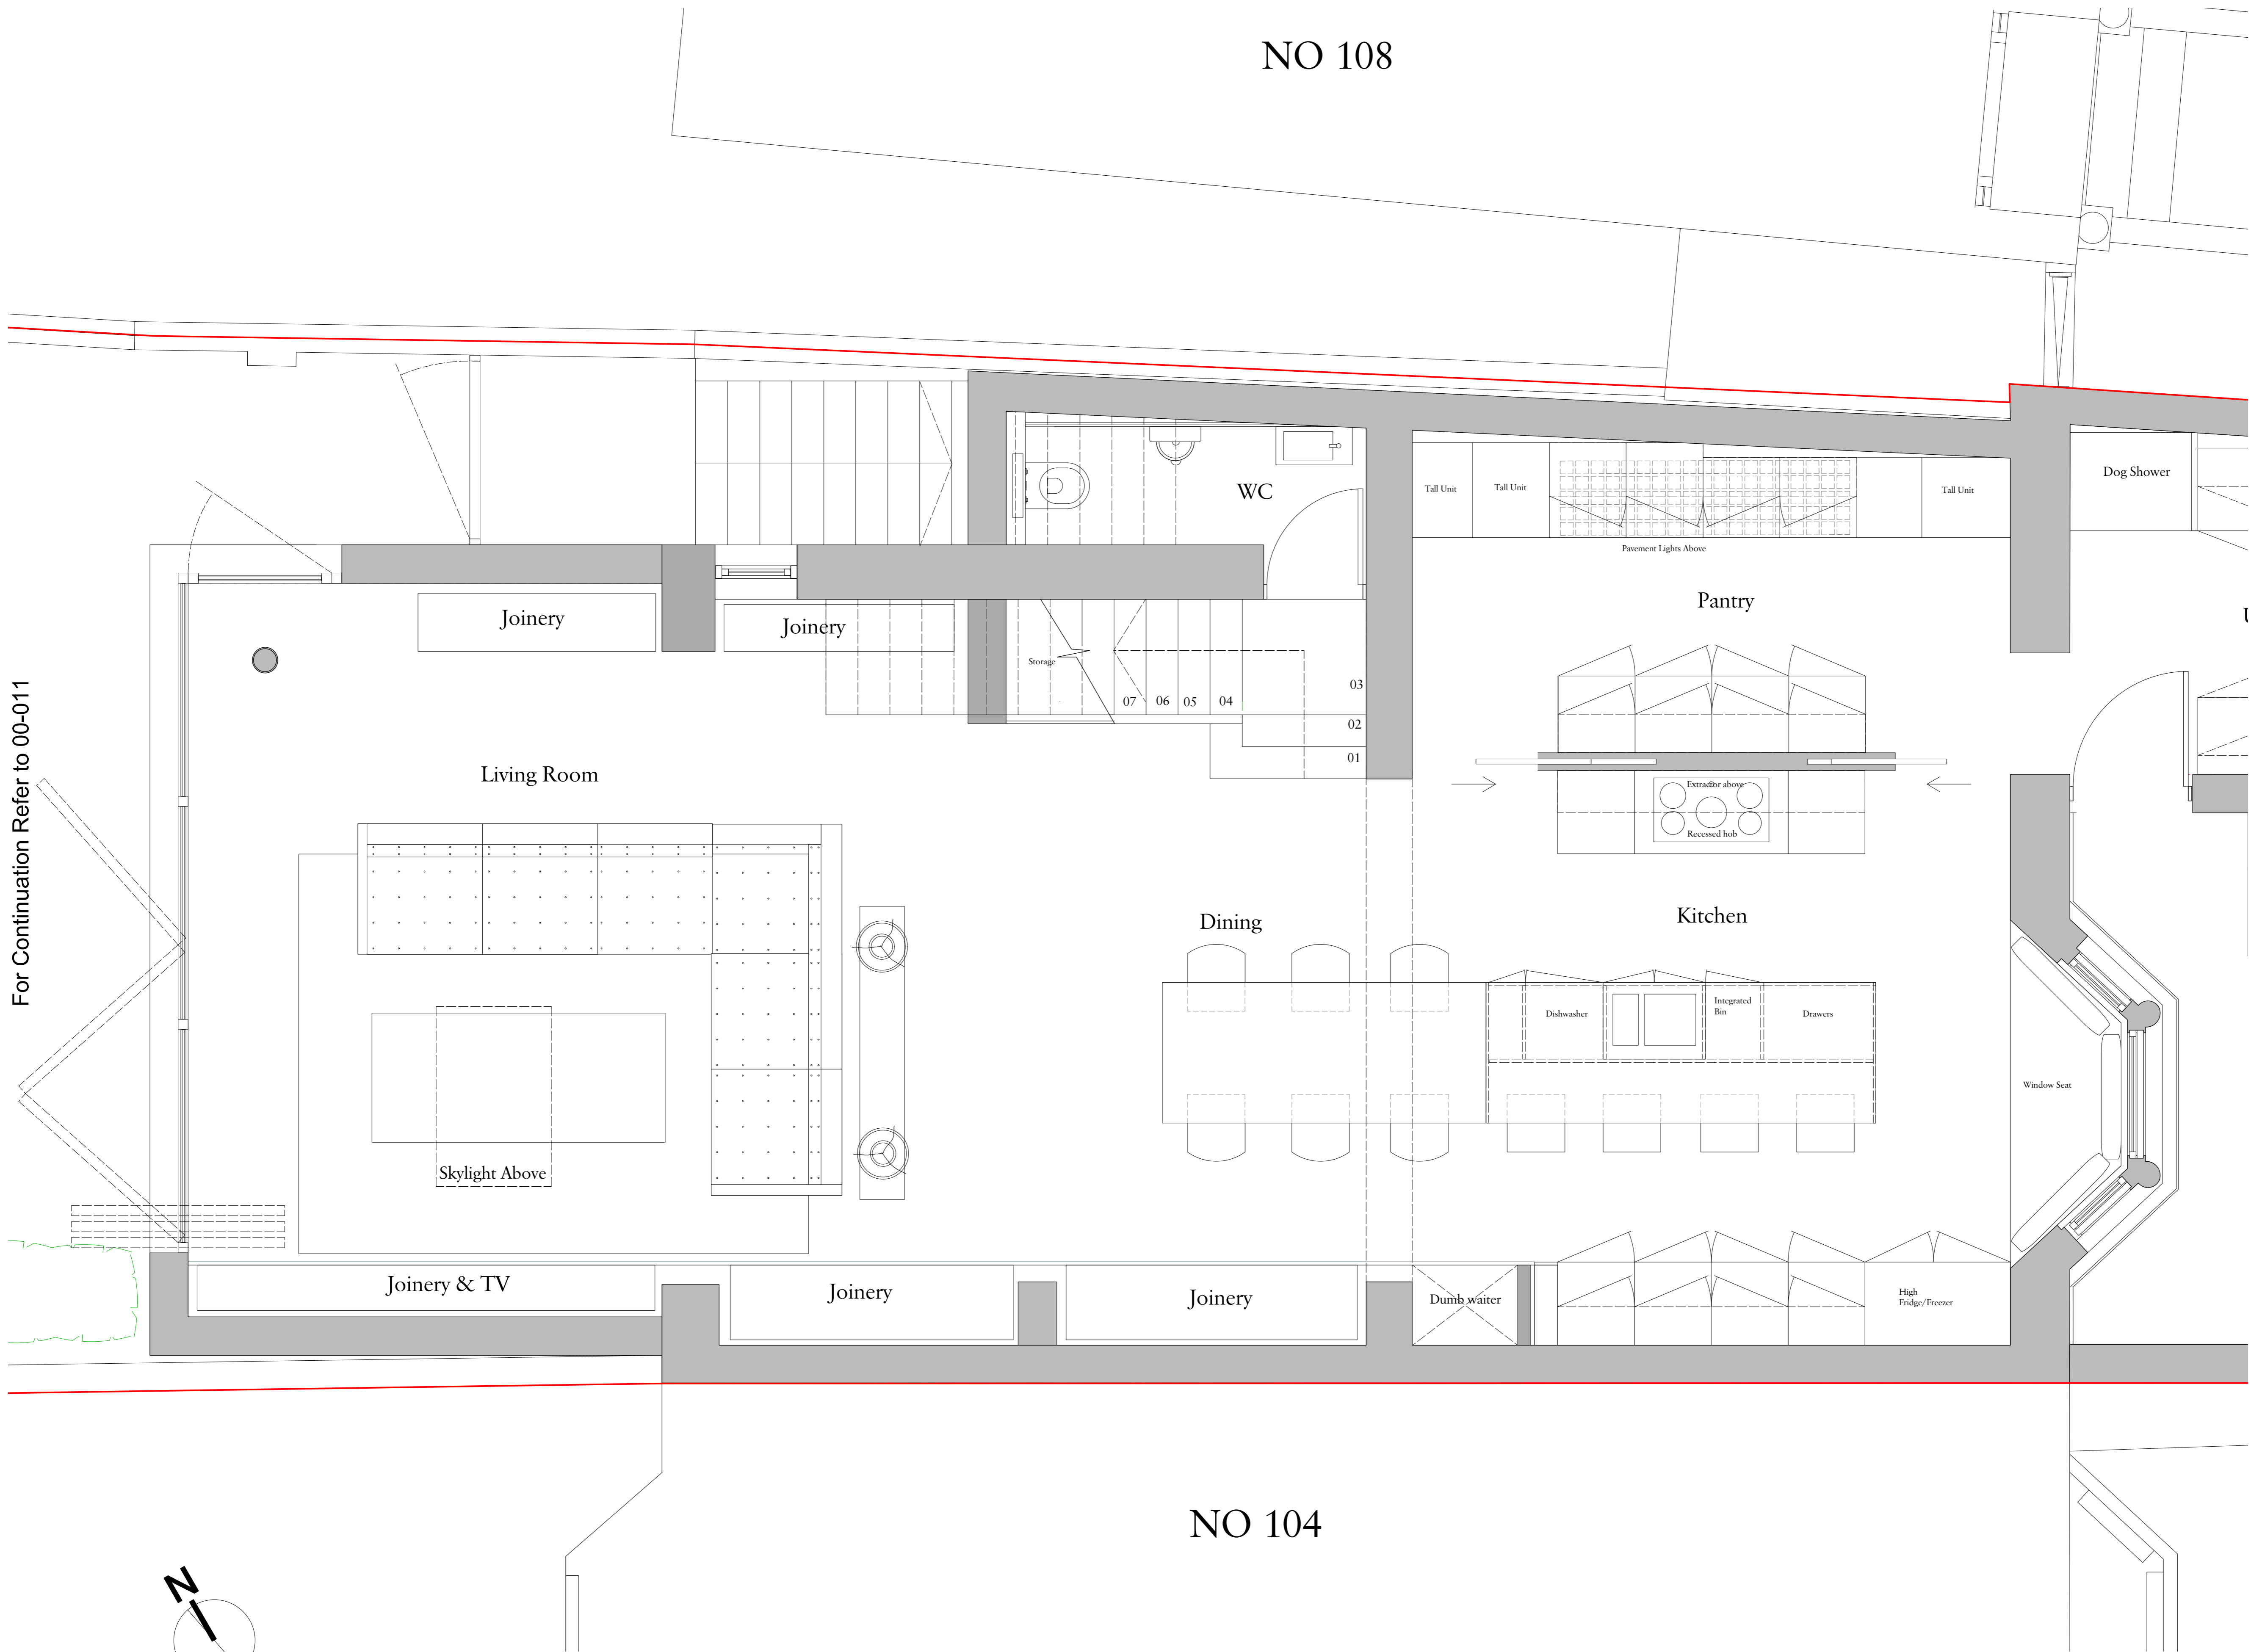 NO 108
WC
Tall Unit
Tall Unit
Tall Unit
Dog Shower
Pavement Lights Above
Pantry
Joinery
Joinery
Storage
07
06
05
04
03
02
01
For Continuation Refer to 00-011
Living Room
Extractor above
Recessed hob
Dining
Kitchen
Dishwasher
Integrated
Bin
Drawers
Window Seat
Skylight Above
Joinery & TV
Joinery
Joinery
Dumb waiter
High
Fridge/Freezer
NO 104
N